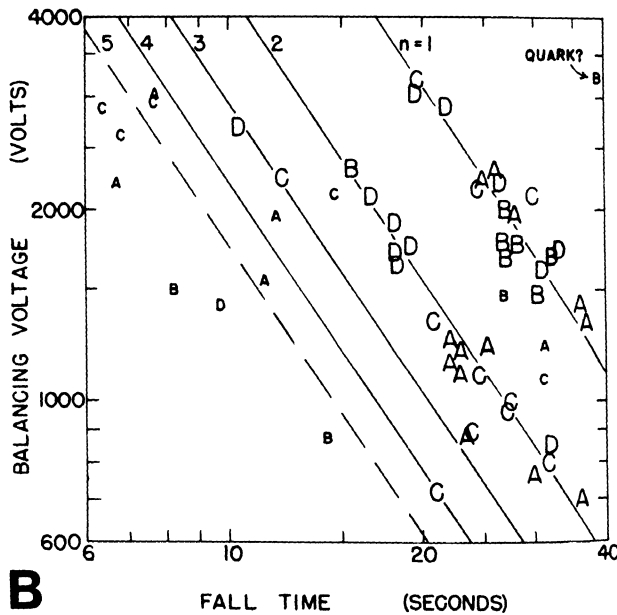 4000
5 4 3 2 n=1
QUARK?
B
C
D
D
A
C C
D
C
B A
A C A D
C
D C C
A B A
D
D B B D
D B B
D D
A
B B B
D A
C A
A A A A
A A C C
C
C
C
B A
D
C
A
C A
2000
1000
600
6 10 20 40
BALANCING VOLTAGE (VOLTS)
FALL TIME (SECONDS)
B